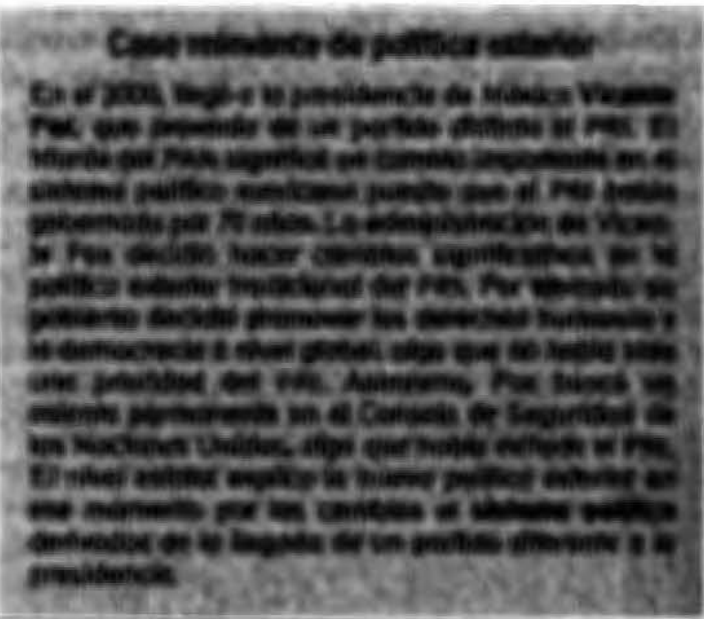 Caso relevante de política exterior
En el 2000, llegó a la presidencia de México Vicente
Fox, que provenía de un partido distinto al PRI. El
triunfo del PAN significó un cambio importante en el
sistema político mexicano puesto que el PRI había
gobernado por 70 años. La administración de Vicen-
te Fox decidió hacer cambios significativos en la
política exterior tradicional del PRI. Por ejemplo, su
gobierno decidió promover los derechos humanos y
la democracia a nivel global, algo que no había sido
una prioridad del PRI. Asimismo, Fox buscó un
asiento permanente en el Consejo de Seguridad de
las Naciones Unidas, algo que había evitado el PRI.
El nivel estatal explica la nueva política exterior en
ese momento por los cambios al sistema político
derivados de la llegada de un partido diferente a la
presidencia.